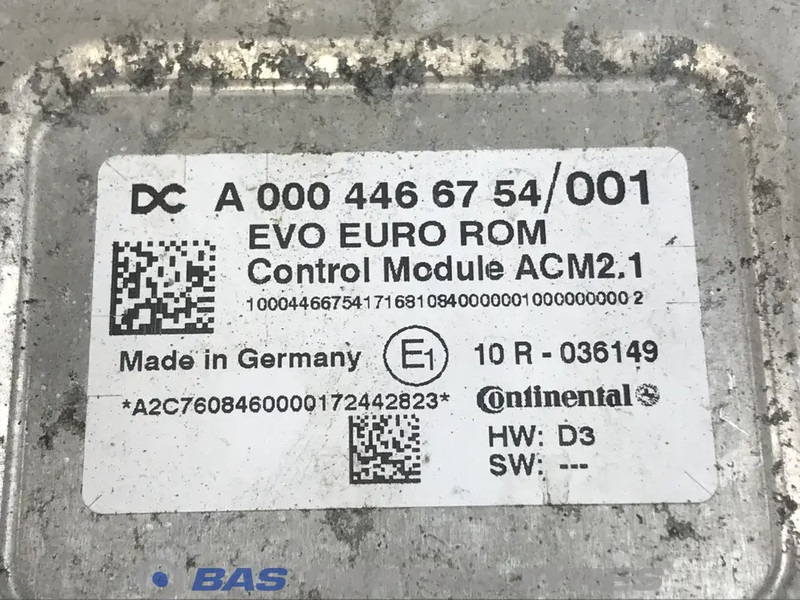 DC A 000 446 67 54/001
EVO EURO ROM
Control Module ACM2.1
10004466754171681084000000100000000 2
Made in Germany E1 10 R - 036149
*A2C7608460000172442823* Continental
HW: D3
SW: ---
BAS